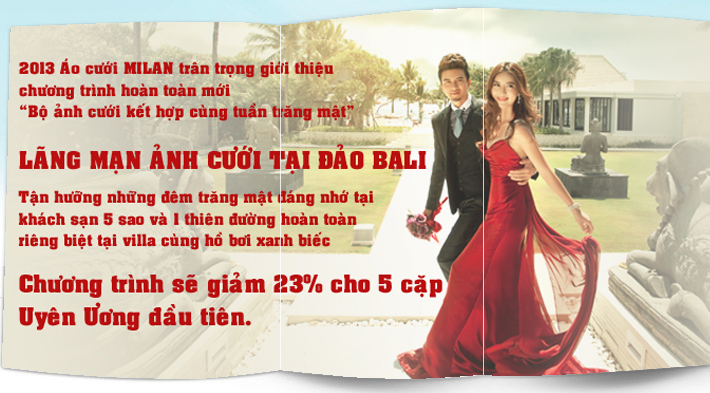 2013 Áo cưới MILAN trân trọng giới thiệu
chương trình hoàn toàn mới
“Bộ ảnh cưới kết hợp cùng tuần trăng mật”
LÃNG MẠN ẢNH CƯỚI TẠI ĐẢO BALI
Tận hưởng những đêm trăng mật đáng nhớ tại
khách sạn 5 sao và 1 thiên đường hoàn toàn
riêng biệt tại villa cùng hồ bơi xanh biếc
Chương trình sẽ giảm 23% cho 5 cặp
Uyên Ương đầu tiên.